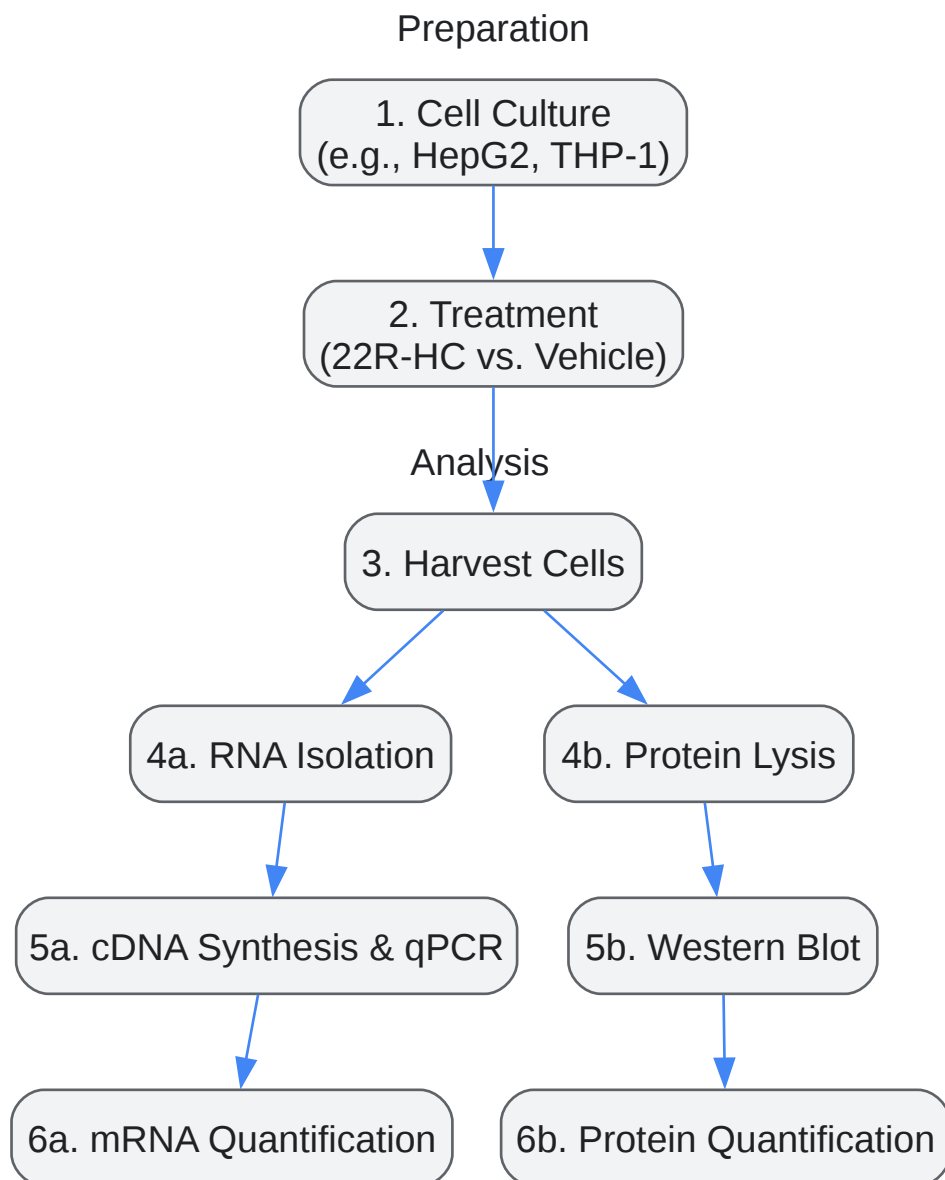 Preparation
1. Cell Culture
(e.g., HepG2, THP-1)
2. Treatment
(22R-HC vs. Vehicle)
Analysis
3. Harvest Cells
4a. RNA Isolation
4b. Protein Lysis
5a. cDNA Synthesis & qPCR
5b. Western Blot
6a. mRNA Quantification
6b. Protein Quantification